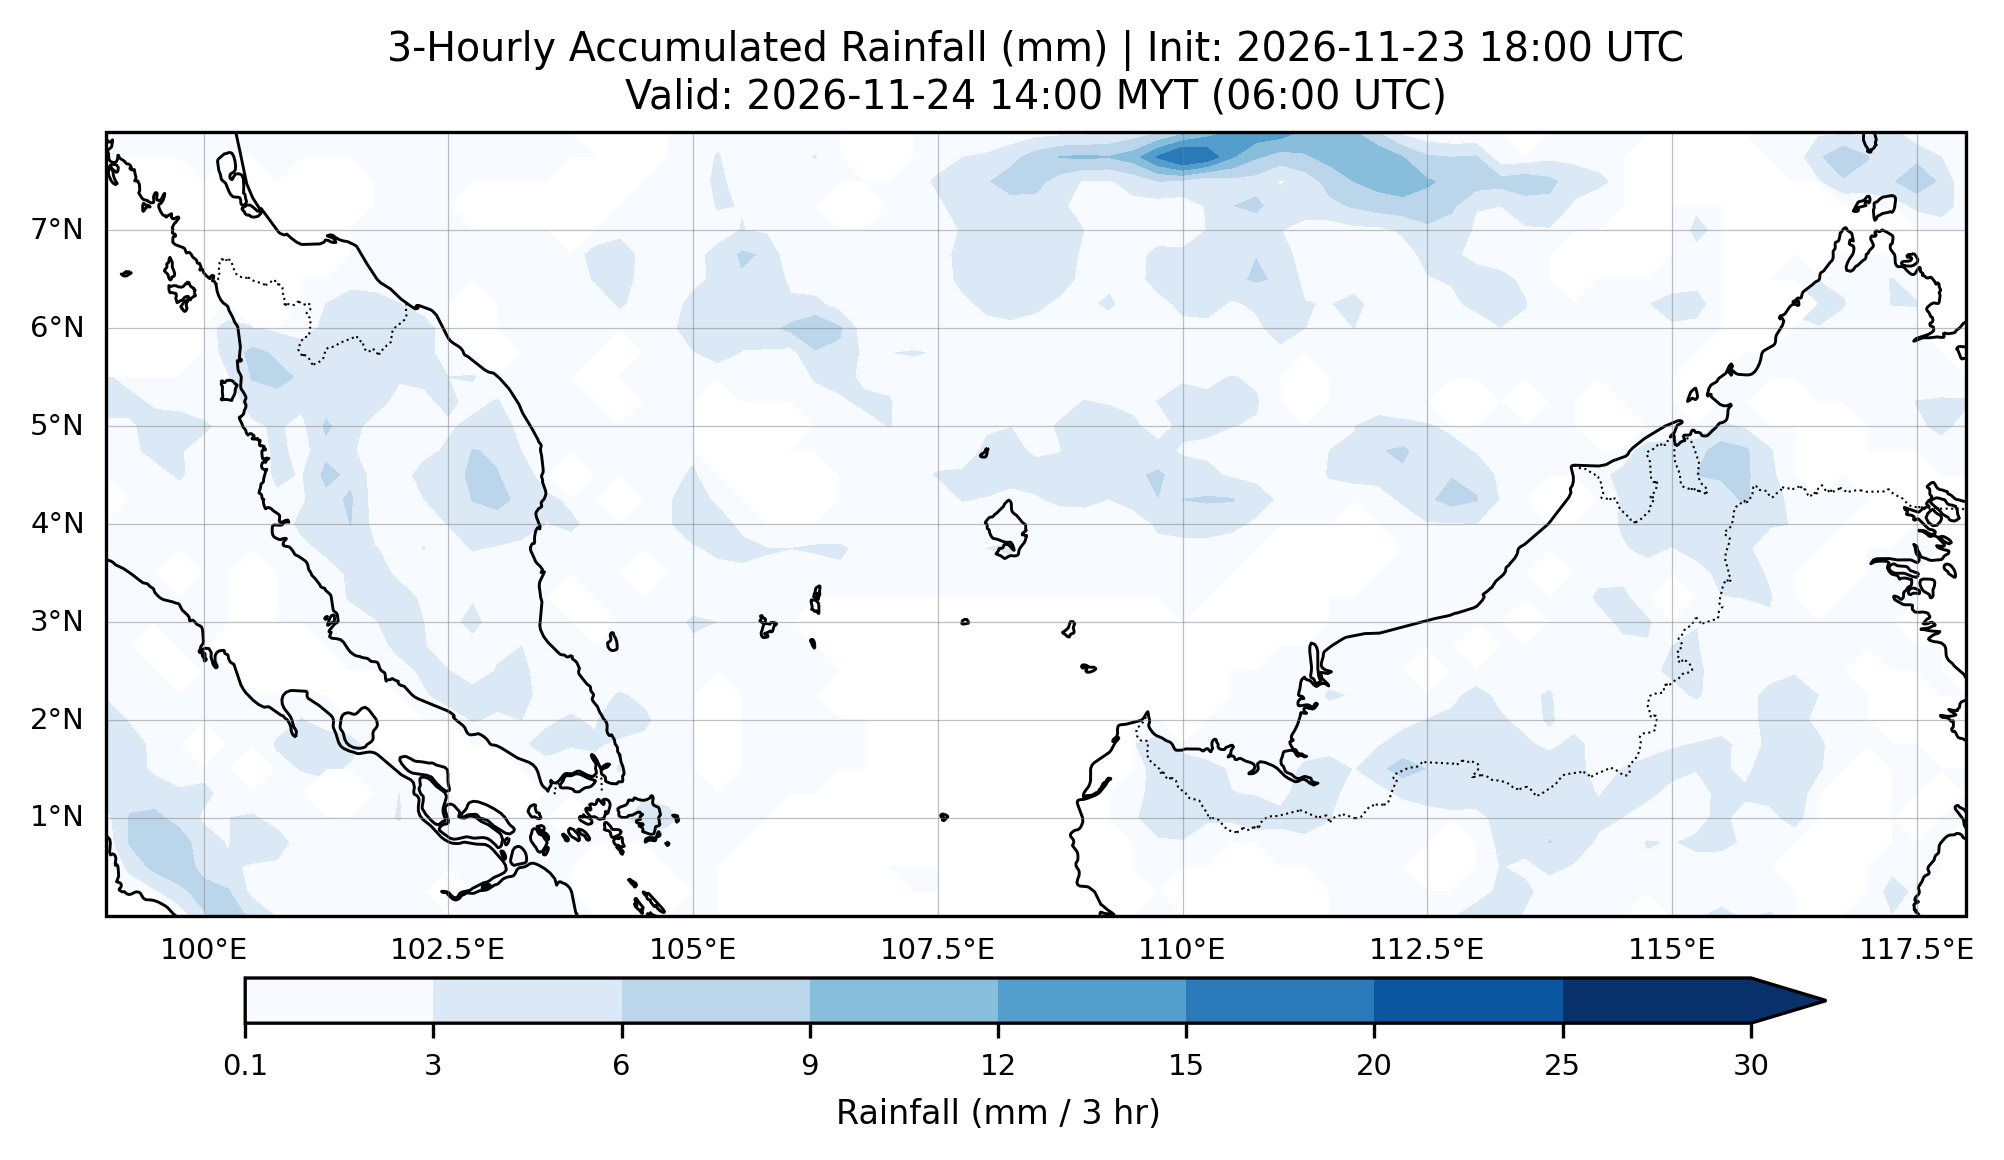 3-Hourly Accumulated Rainfall (mm) | Init: 2026-11-23 18:00 UTC
Valid: 2026-11-24 14:00 MYT (06:00 UTC)
7°N
6°N
5°N
4°N
3°N
2°N
1°N
100°E 102.5°E 105°E 107.5°E 110°E 112.5°E 115°E 117.5°E
0.1 3 6 9 12 15 20 25 30
Rainfall (mm / 3 hr)